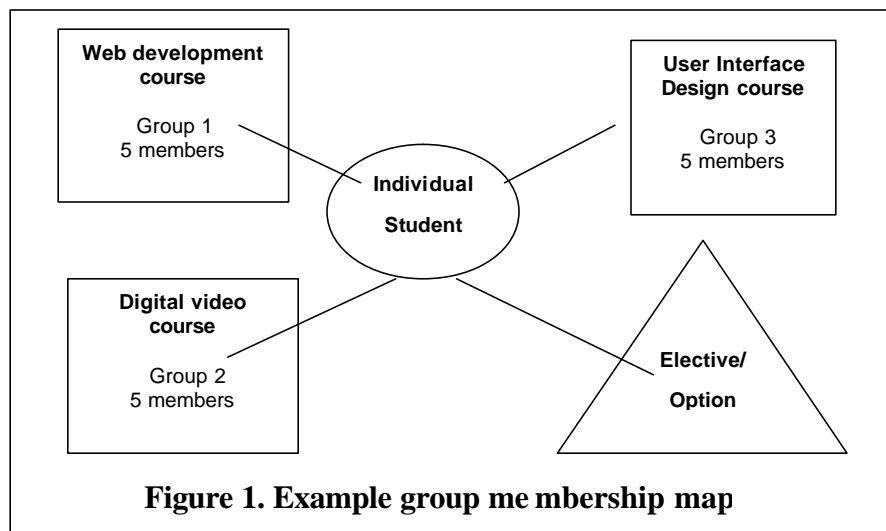 Web development
course
Group 1
5 members
User Interface
Design course
Group 3
5 members
Individual
Student
Digital video
course
Group 2
5 members
Elective/
Option
Figure 1. Example group me mbership map